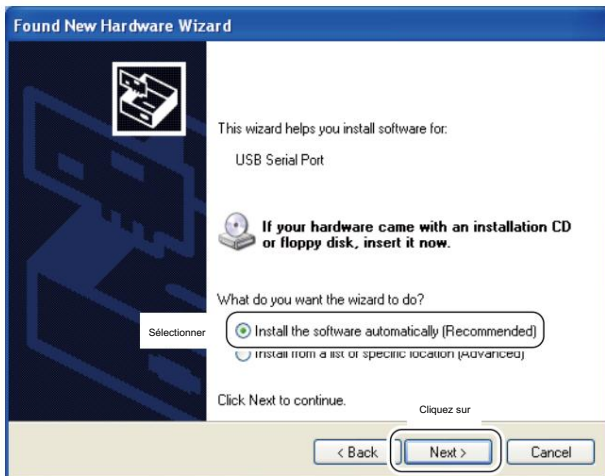 Found New Hardware Wizard
This wizard helps you install software for:
USB Serial Port
If your hardware came with an installation CD
or floppy disk, insert it now.
What do you want the wizard to do?
Sélectionner
Install the software automatically (Recommended)
Install from a list or specific location (Advanced)
Click Next to continue.
Cliquez sur
< Back
Next >
Cancel